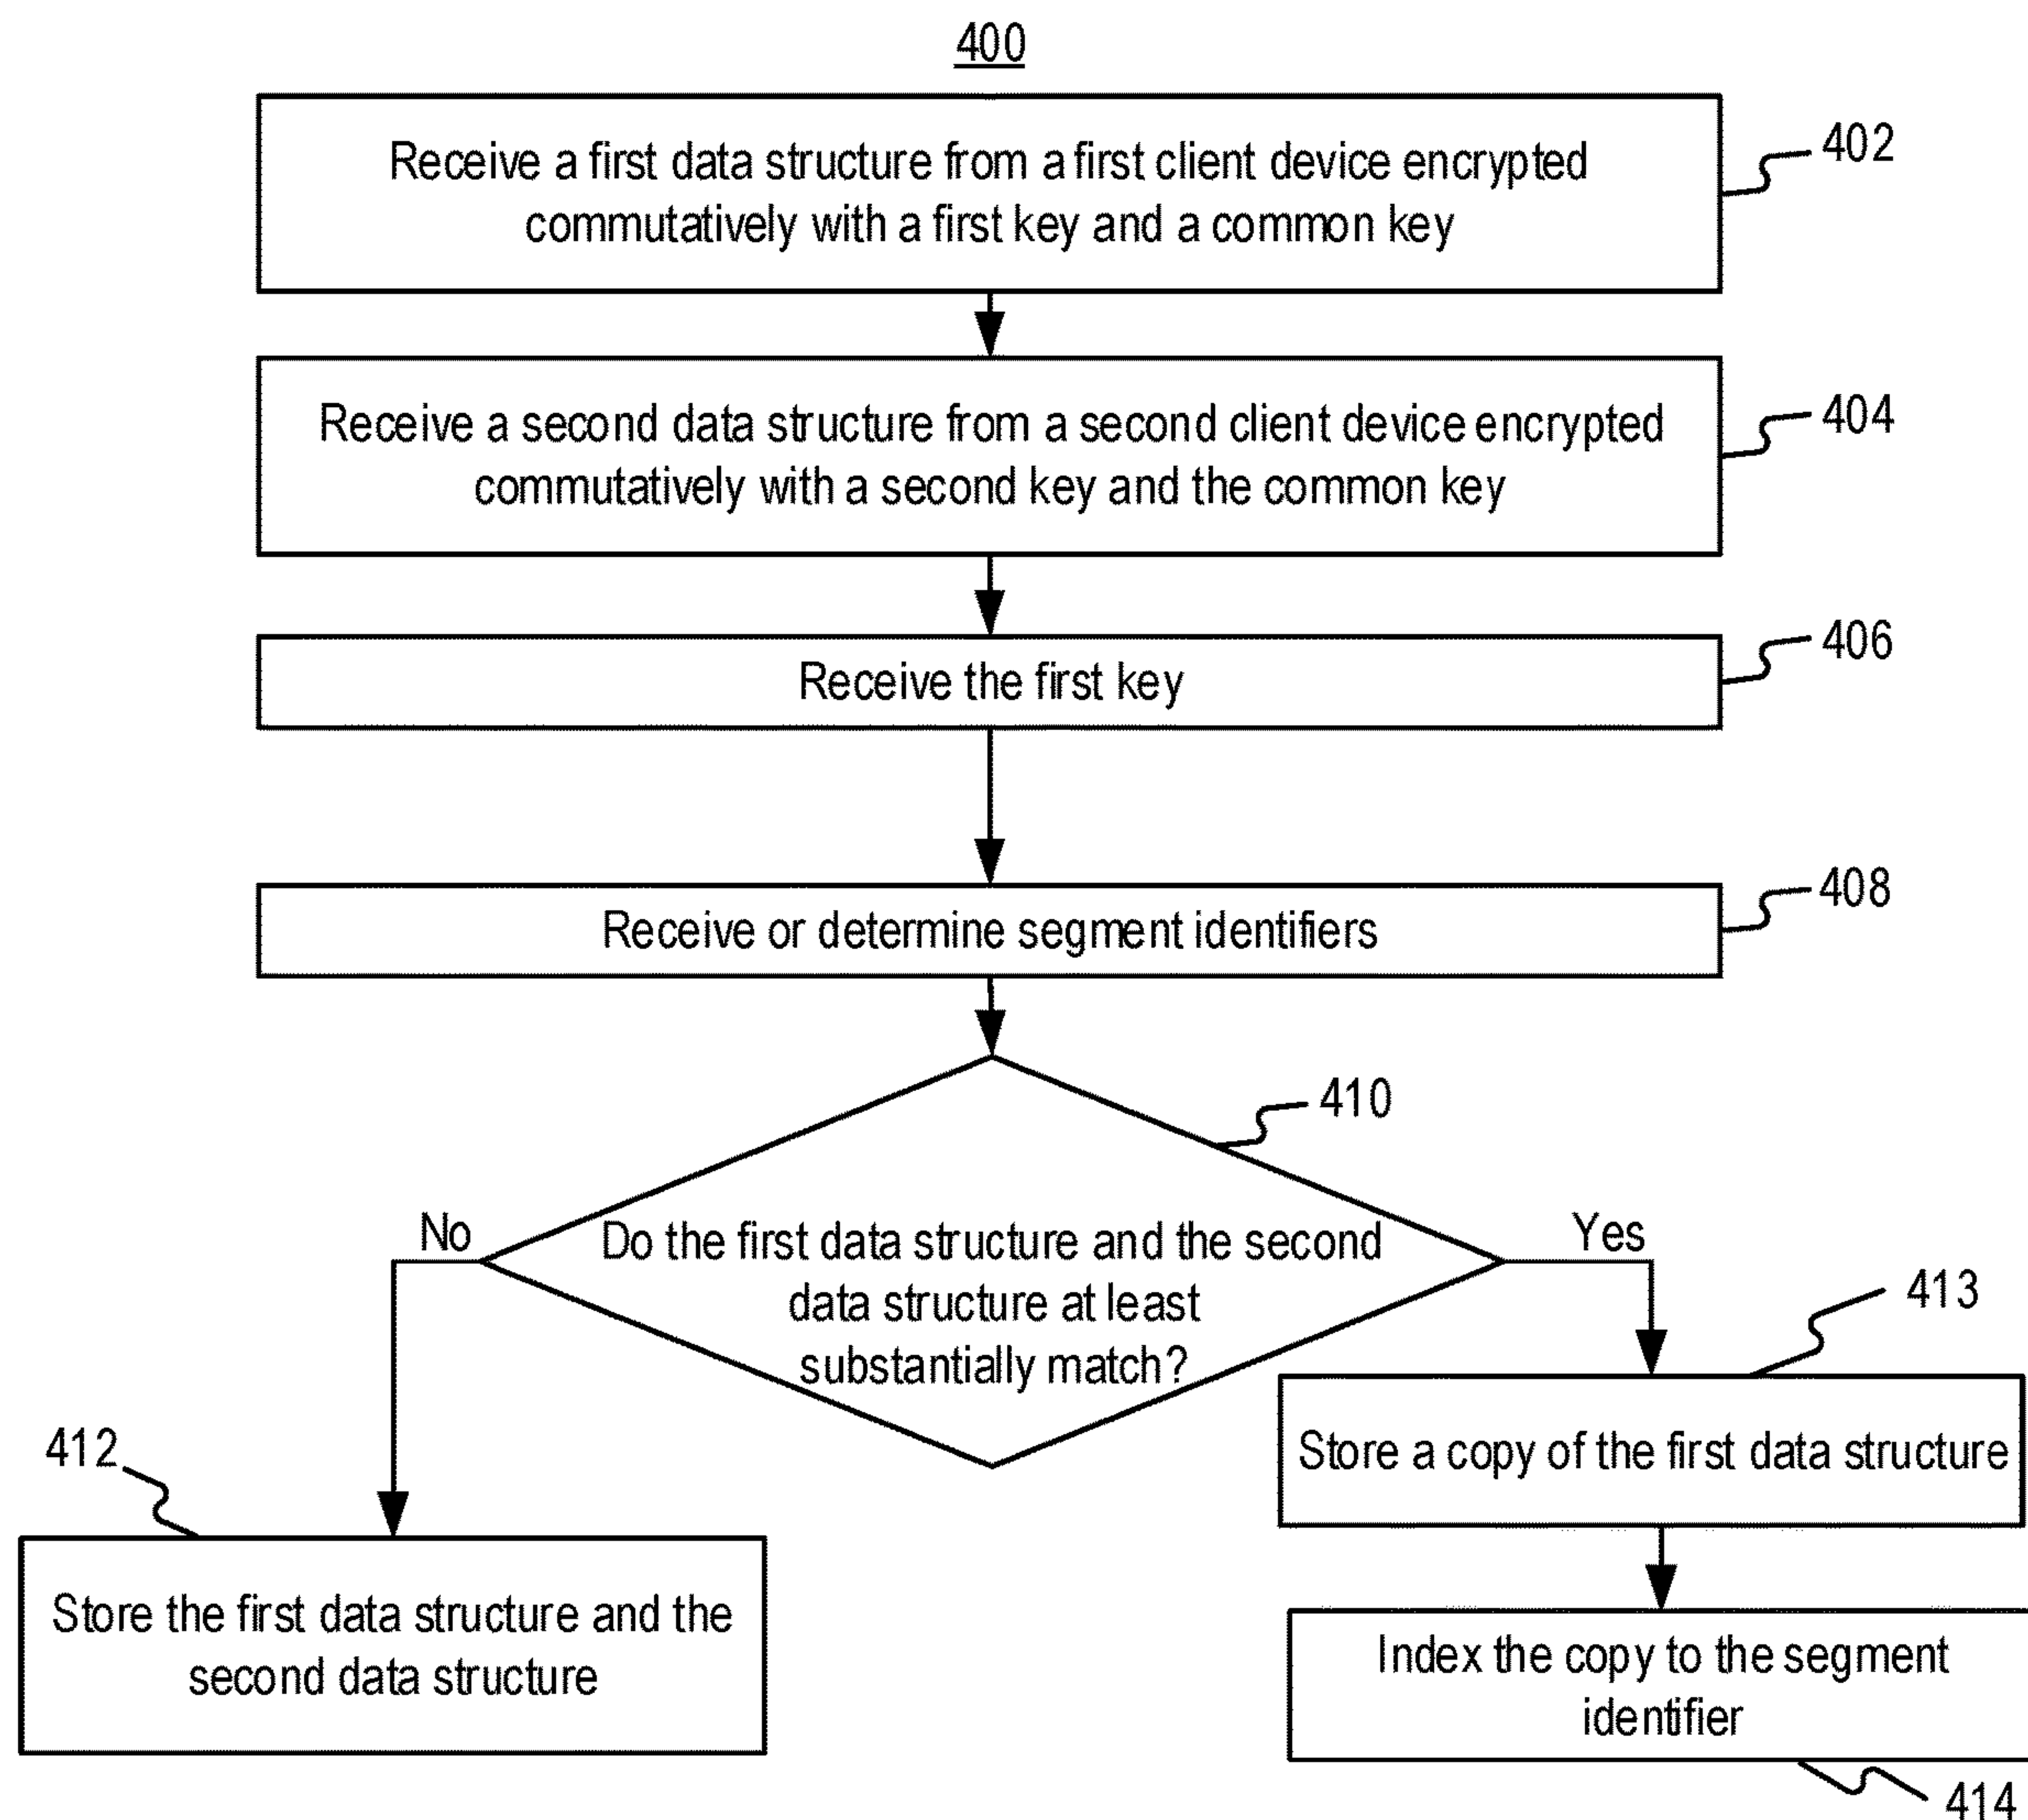 400
Receive a first data structure from a first client device encrypted
commutatively with a first key and a common key
402
Receive a second data structure from a second client device encrypted
commutatively with a second key and the common key
404
Receive the first key
406
Receive or determine segment identifiers
408
410
Do the first data structure and the second
data structure at least
substantially match?
No
Yes
412
Store the first data structure and the
second data structure
413
Store a copy of the first data structure
Index the copy to the segment
identifier
414